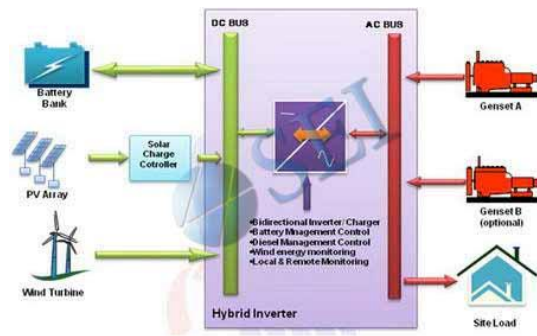 DC BUS
AC BUS
Battery
Bank
Solar
Charge
Cotroller
PV Array
Wind Turbine
SEI
•Bidirectional Inverter/Charger
•Battery Mnagement Control
•Diesel Management Control
•Wind energy monitoring
•Local & Remote Monitoring
Hybrid Inverter
Genset A
Genset B
(optional)
Site Load